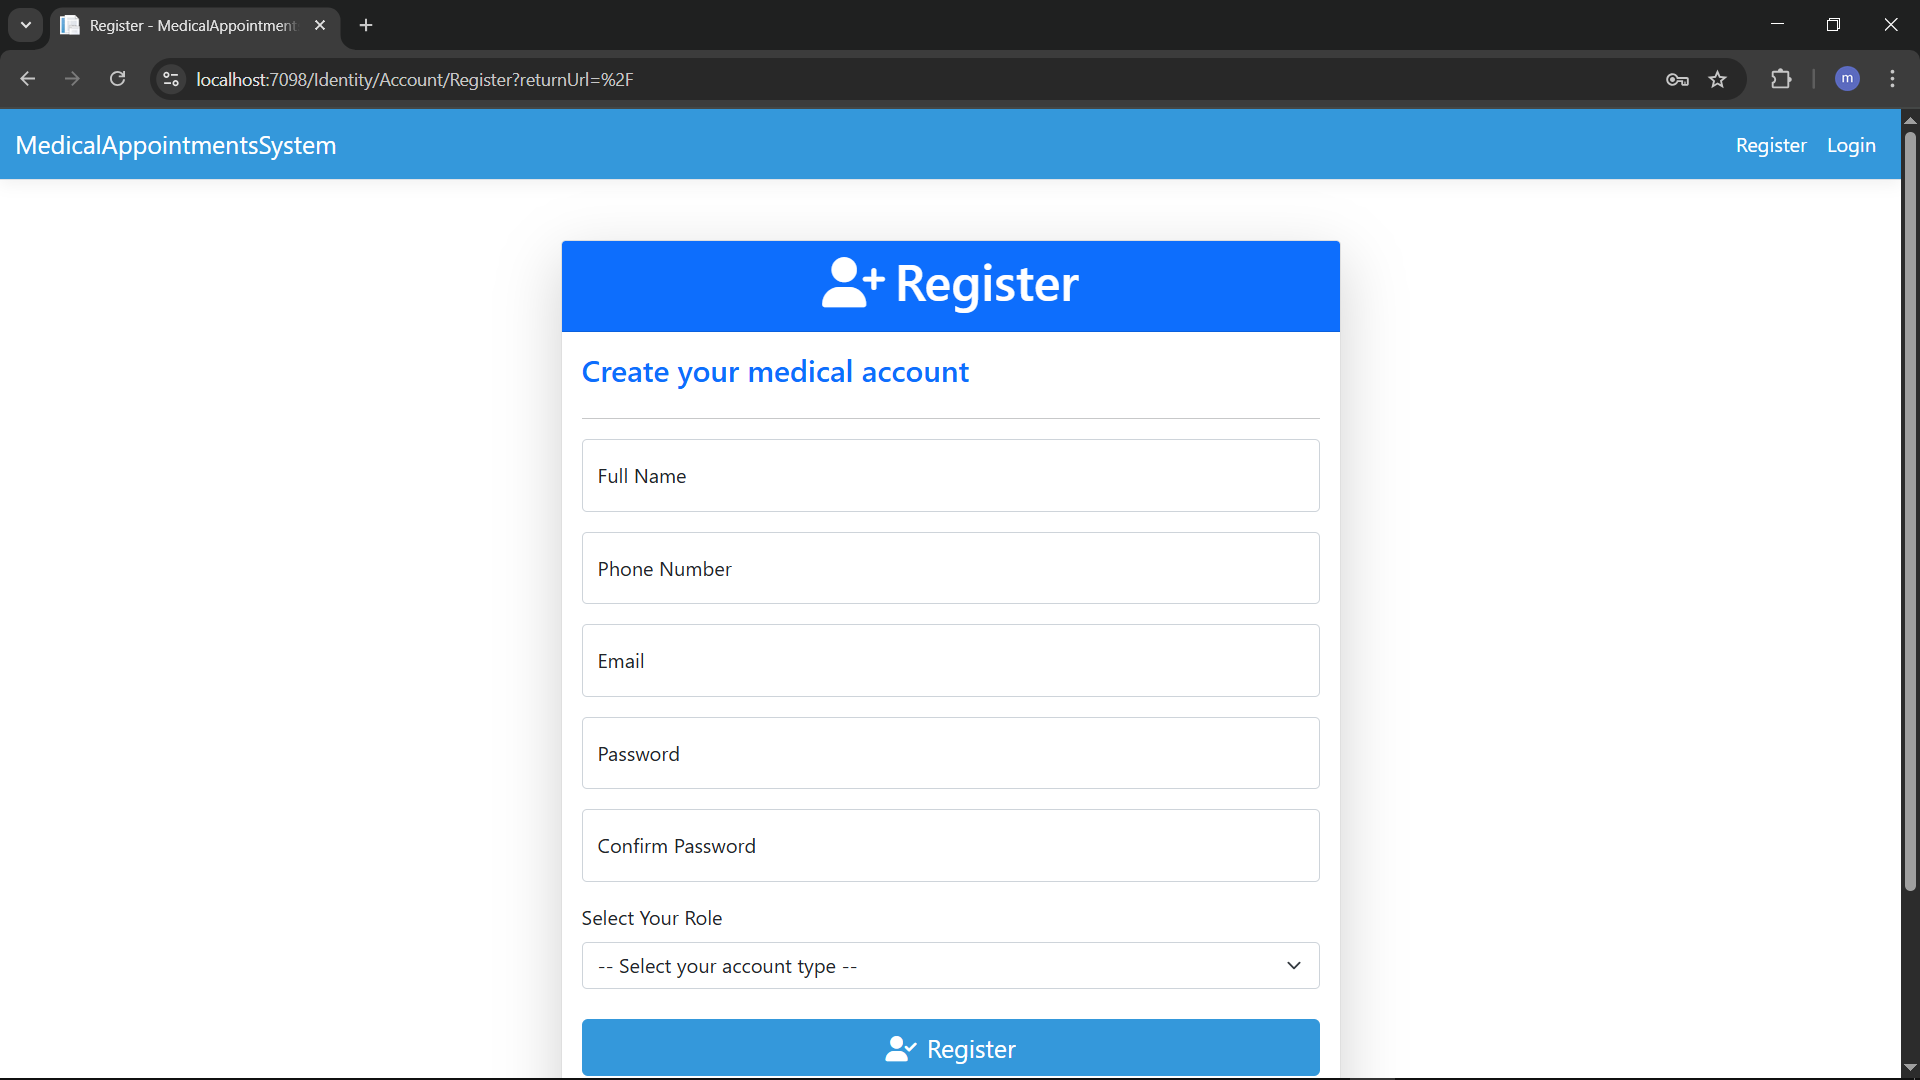 Register - MedicalAppointment
localhost:7098/Identity/Account/Register?returnUrl=%2F
m
MedicalAppointmentsSystem
Register
Login
Register
Create your medical account
Full Name
Phone Number
Email
Password
Confirm Password
Select Your Role
-- Select your account type --
Register